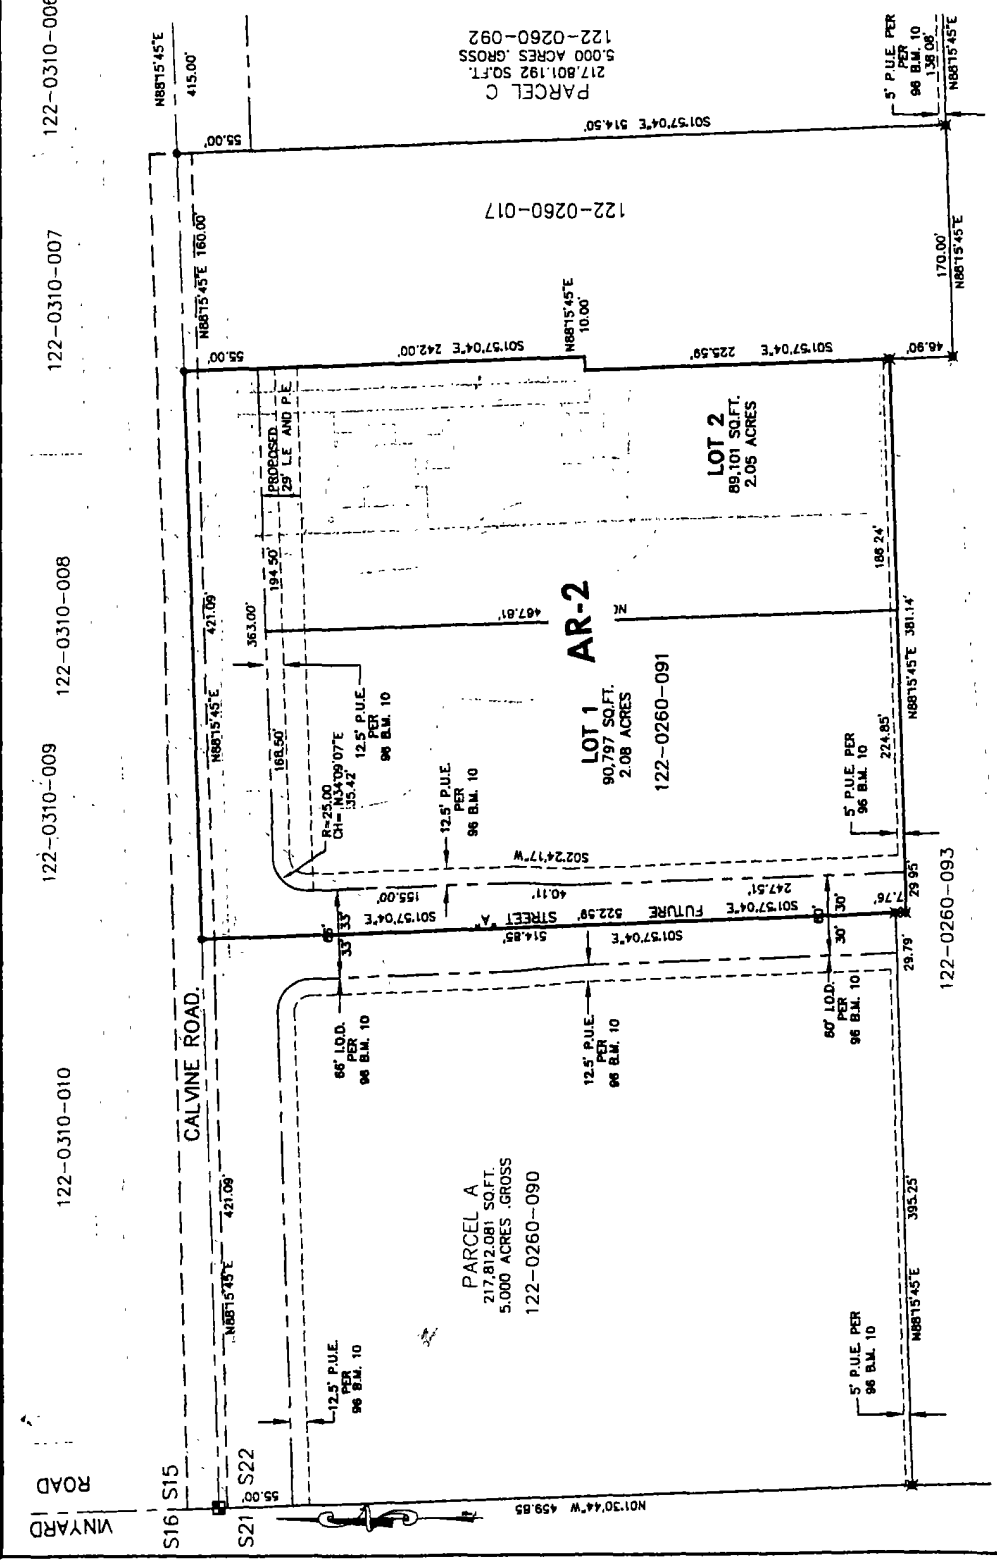 122-0310-006
122-0310-007
122-0310-008
122-0310-009
122-0310-010
VINYARD
ROAD
S16
S15
S21
S22
CALVINE ROAD
N88°15'45"E
415.00'
N88°15'45"E 160.00'
N88°15'45"E
421.09'
N88°15'45"E
421.09'
55.00'
55.00'
55.00'
PARCEL C
217,801.192 SQ.FT.
5.000 ACRES .GROSS
122-0260-092
5' P.U.E. PER
PER
96 B.M. 10
138.08'
N88°15'45"E
S01°57'04"E 514.50'
122-0260-017
170.00'
N88°15'45"E
S01°57'04"E 242.00'
N88°15'45"E
10.00'
S01°57'04"E 225.59'
46.90'
PROPOSED
29' L.E AND P.E.
194.50'
363.00'
LOT 2
89,101 SQ.FT.
2.05 ACRES
186.24'
467.61'
AR-2
LOT 1
90,797 SQ.FT.
2.08 ACRES
122-0260-091
12.5' P.U.E.
PER
96 B.M. 10
168.50'
R=25.00
CH= N34°09'07"E
35.42'
12.5' P.U.E.
PER
96 B.M. 10
5' P.U.E. PER
96 B.M. 10
224.85'
N88°15'45"E 381.14'
S02°24'17"W
155.00'
40.11'
247.51'
29.95'
7.76'
S01°57'04"E
FUTURE
STREET "A"
522.59'
S01°57'04"E
514.85'
S01°57'04"E
66'
33'
33'
60'
30'
30'
29.79'
122-0260-093
66' I.O.D.
PER
96 B.M. 10
12.5' P.U.E.
PER
96 B.M. 10
60' I.O.D.
PER
96 B.M. 10
PARCEL A
217,812.081 SQ.FT.
5.000 ACRES .GROSS
122-0260-090
12.5' P.U.E.
PER
96 B.M. 10
5' P.U.E. PER
96 B.M. 10
395.25'
N88°15'45"E
N01°30'44"W 459.85